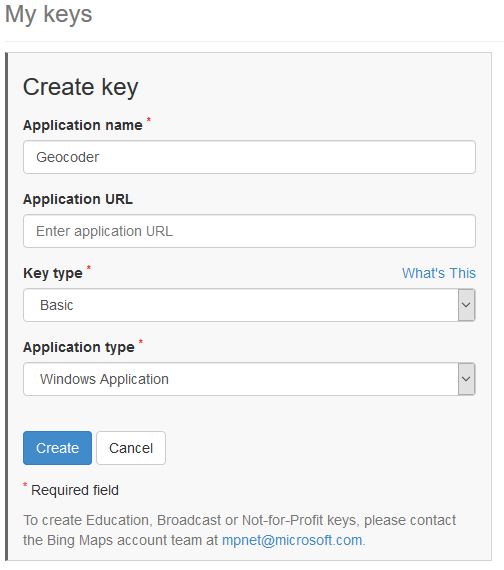 My keys
Create key
Application name *
Geocoder
Application URL
Enter application URL
Key type * What's This
Basic
Application type *
Windows Application
Create Cancel
* Required field
To create Education, Broadcast or Not-for-Profit keys, please contact
the Bing Maps account team at mpnet@microsoft.com.